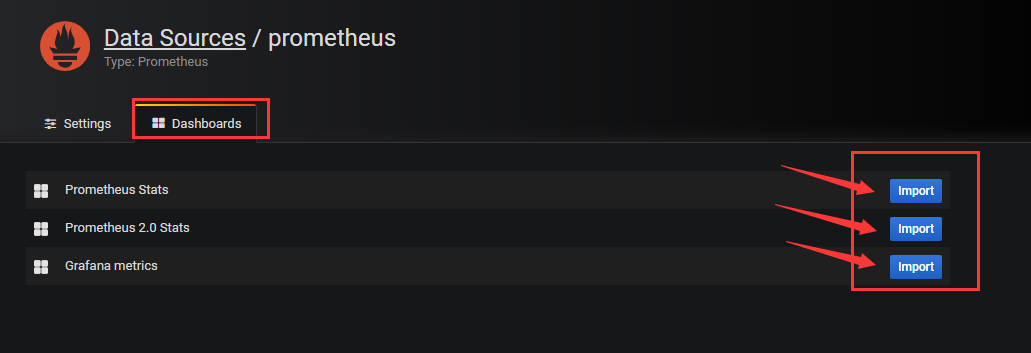 Data Sources / prometheus
Type: Prometheus
Settings Dashboards
Prometheus Stats Import
Prometheus 2.0 Stats Import
Grafana metrics Import